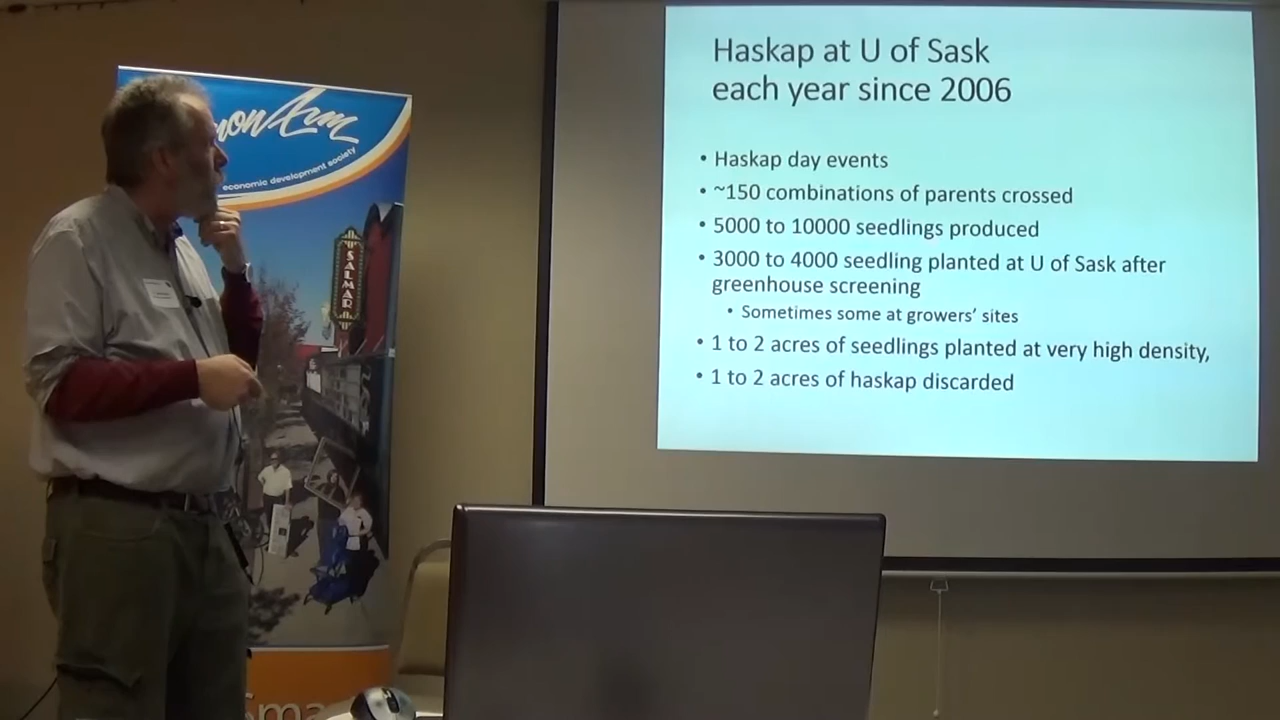 Haskap at U of Sask
each year since 2006
• Haskap day events
• ~150 combinations of parents crossed
• 5000 to 10000 seedlings produced
• 3000 to 4000 seedling planted at U of Sask after
greenhouse screening
• Sometimes some at growers' sites
• 1 to 2 acres of seedlings planted at very high density,
• 1 to 2 acres of haskap discarded
Arm
economic development society
SALMAR